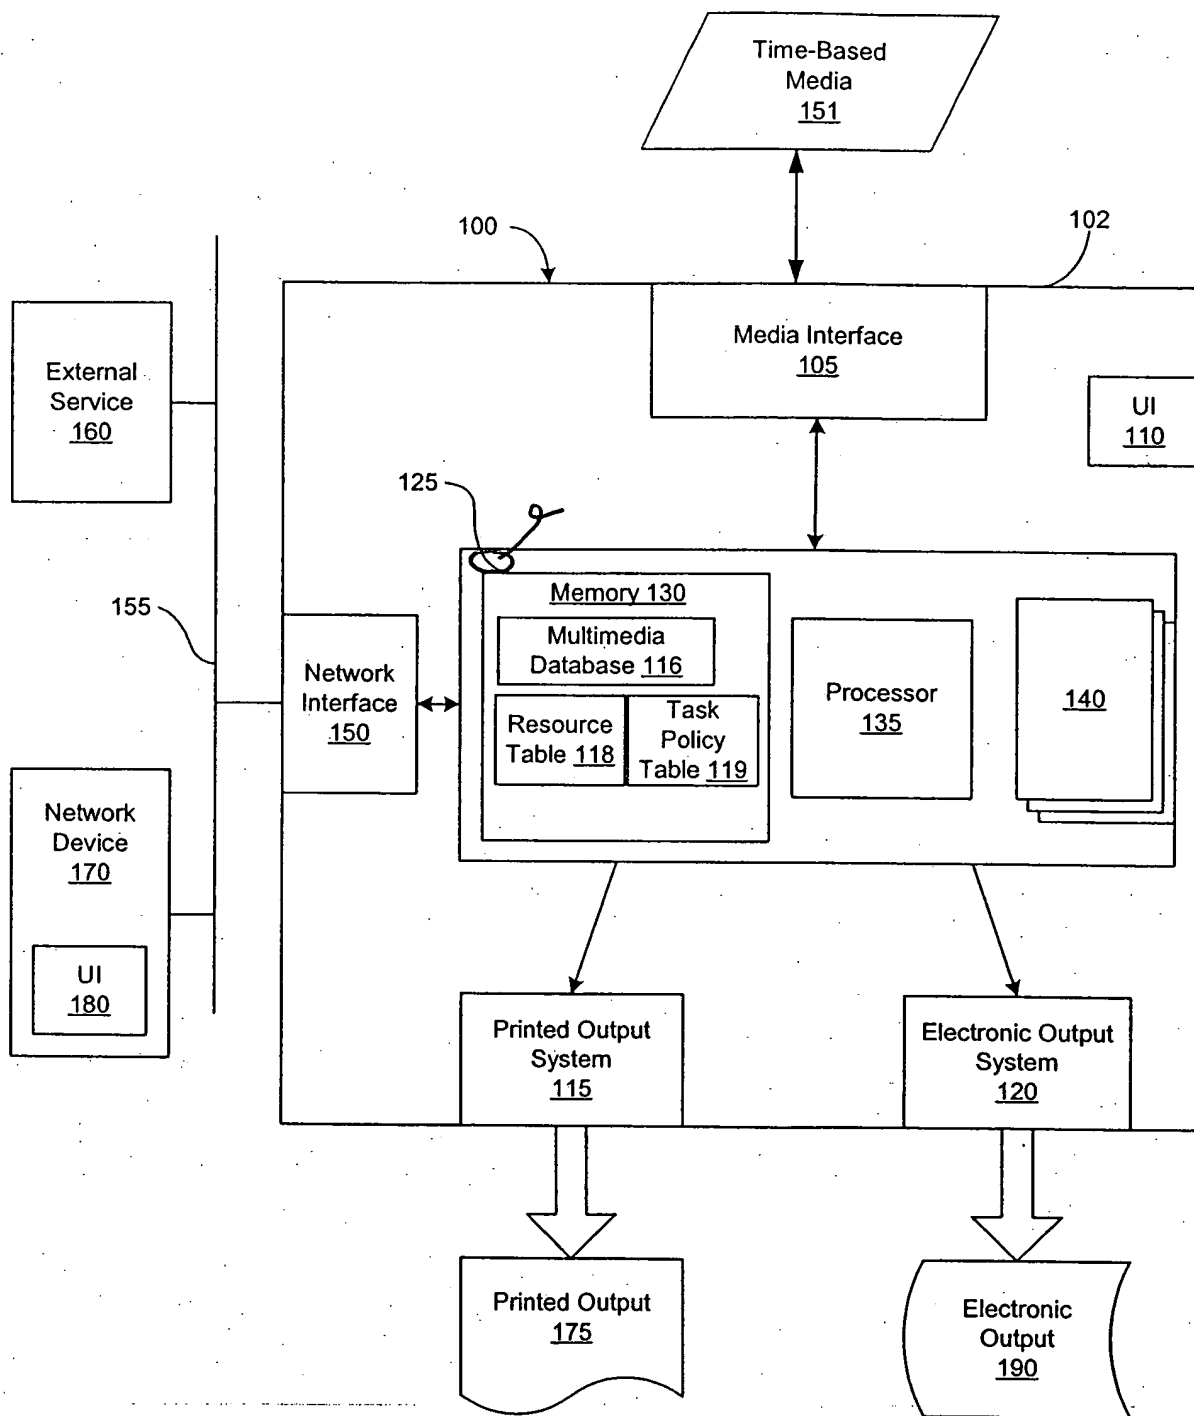 Time-Based
Media
151
100
102
Media Interface
105
External
Service
160
UI
110
125
155
Memory 130
Multimedia
Database 116
Resource
Table 118
Task
Policy
Table 119
Processor
135
140
Network
Interface
150
Network
Device
170
UI
180
Printed Output
System
115
Electronic Output
System
120
Printed Output
175
Electronic
Output
190